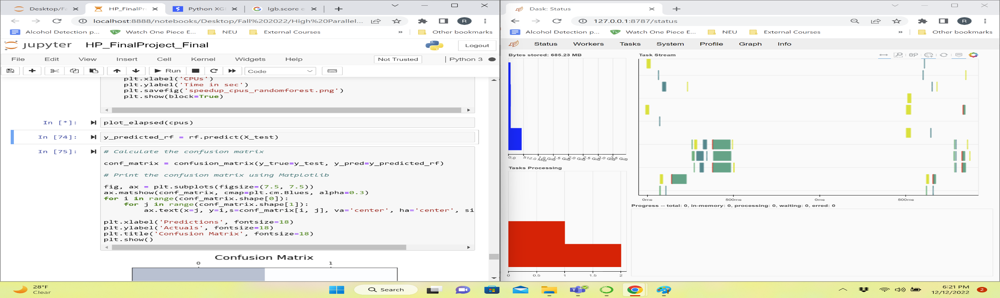 Desktop/Fa
HP_FinalPr
Python XG
lgb.score c
localhost:8888/notebooks/Desktop/Fall%202022/High%20Parallel...
R
Alcohol Detection p...
Watch One Piece E...
NEU
External Courses
»
Other bookmarks
jupyter
HP_FinalProject_Final
Logout
File Edit View Insert Cell Kernel Widgets Help
Not Trusted
Python 3
Run
Code
plt.xlabel('CPUs')
plt.ylabel('Time in sec')
plt.savefig('speedup_cpus_randomforest.png')
plt.show(block=True)
In [*]:
plot_elapsed(cpus)
In [74]:
y_predicted_rf = rf.predict(X_test)
In [75]:
# Calculate the confusion matrix
conf_matrix = confusion_matrix(y_true=y_test, y_pred=y_predicted_rf)
# Print the confusion matrix using Matplotlib
fig, ax = plt.subplots(figsize=(7.5, 7.5))
ax.matshow(conf_matrix, cmap=plt.cm.Blues, alpha=0.3)
for i in range(conf_matrix.shape[0]):
for j in range(conf_matrix.shape[1]):
ax.text(x=j, y=i,s=conf_matrix[i, j], va='center', ha='center', si
plt.xlabel('Predictions', fontsize=18)
plt.ylabel('Actuals', fontsize=18)
plt.title('Confusion Matrix', fontsize=18)
plt.show()
Confusion Matrix
0 1
Dask: Status
127.0.0.1:8787/status
R
Alcohol Detection p...
Watch One Piece E...
NEU
External Courses
»
Other bookmarks
Status Workers Tasks System Profile Graph Info
Bytes stored: 685.23 MB
0.0 512.0 MiB 1.0 GiB 1.5 GiB 2.0 GiB 2.5 GiB 3.0 GiB 3.5 GiB
Tasks Processing
0 0.5 1 1.5 2
Task Stream
0ms 500ms 0ms 500ms
Progress -- total: 0, in-memory: 0, processing: 0, waiting: 0, erred: 0
28°F
Clear
Search
6:21 PM
12/12/2022
2